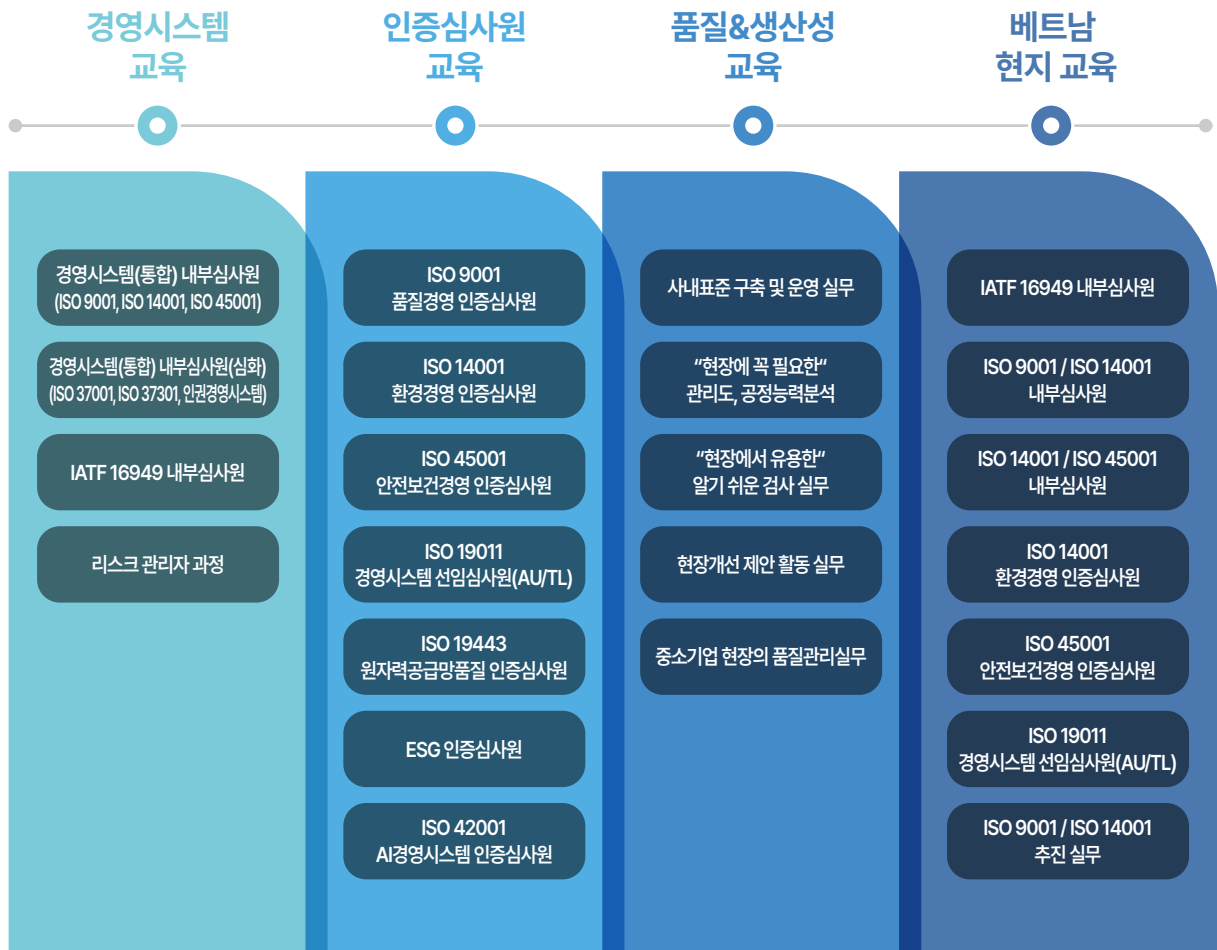 경영시스템
교육
인증심사원
교육
품질&생산성
교육
베트남
현지 교육
경영시스템(통합) 내부심사원
(ISO 9001, ISO 14001, ISO 45001)
경영시스템(통합) 내부심사원(심화)
(ISO 37001, ISO 37301, 인권경영시스템)
IATF 16949 내부심사원
리스크 관리자 과정
ISO 9001
품질경영 인증심사원
ISO 14001
환경경영 인증심사원
ISO 45001
안전보건경영 인증심사원
ISO 19011
경영시스템 선임심사원(AU/TL)
ISO 19443
원자력공급망품질 인증심사원
ESG 인증심사원
ISO 42001
AI경영시스템 인증심사원
사내표준 구축 및 운영 실무
“현장에 꼭 필요한“
관리도, 공정능력분석
“현장에서 유용한“
알기 쉬운 검사 실무
현장개선 제안 활동 실무
중소기업 현장의 품질관리실무
IATF 16949 내부심사원
ISO 9001 / ISO 14001
내부심사원
ISO 14001 / ISO 45001
내부심사원
ISO 14001
환경경영 인증심사원
ISO 45001
안전보건경영 인증심사원
ISO 19011
경영시스템 선임심사원(AU/TL)
ISO 9001 / ISO 14001
추진 실무